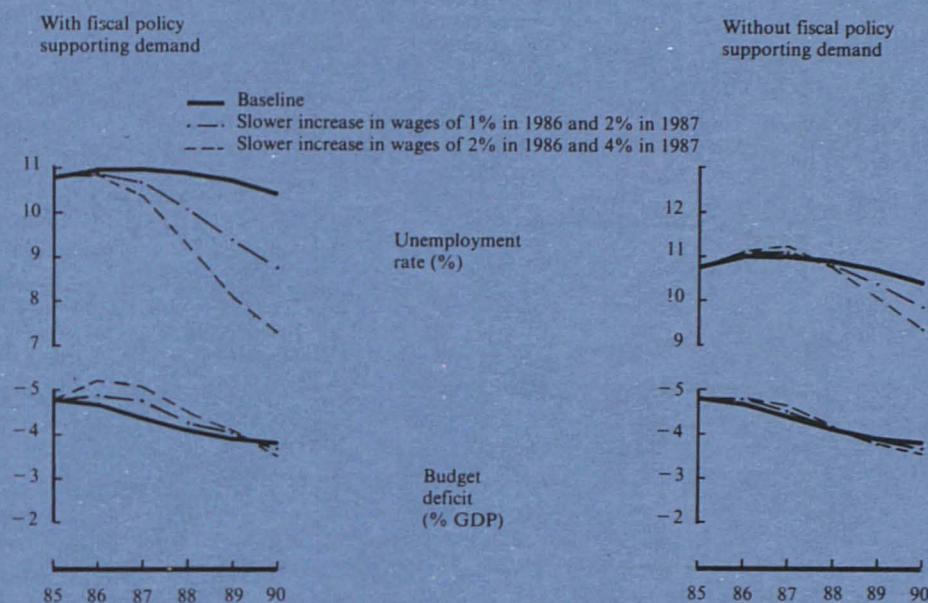 With fiscal policy
supporting demand
Without fiscal policy
supporting demand
Baseline
Slower increase in wages of 1% in 1986 and 2% in 1987
Slower increase in wages of 2% in 1986 and 4% in 1987
11
10
9
8
7
Unemployment
rate (%)
12
11
10
9
−5
−4
−3
−2
Budget
deficit
(% GDP)
−5
−4
−3
−2
85 86 87 88 89 90
85 86 87 88 89 90